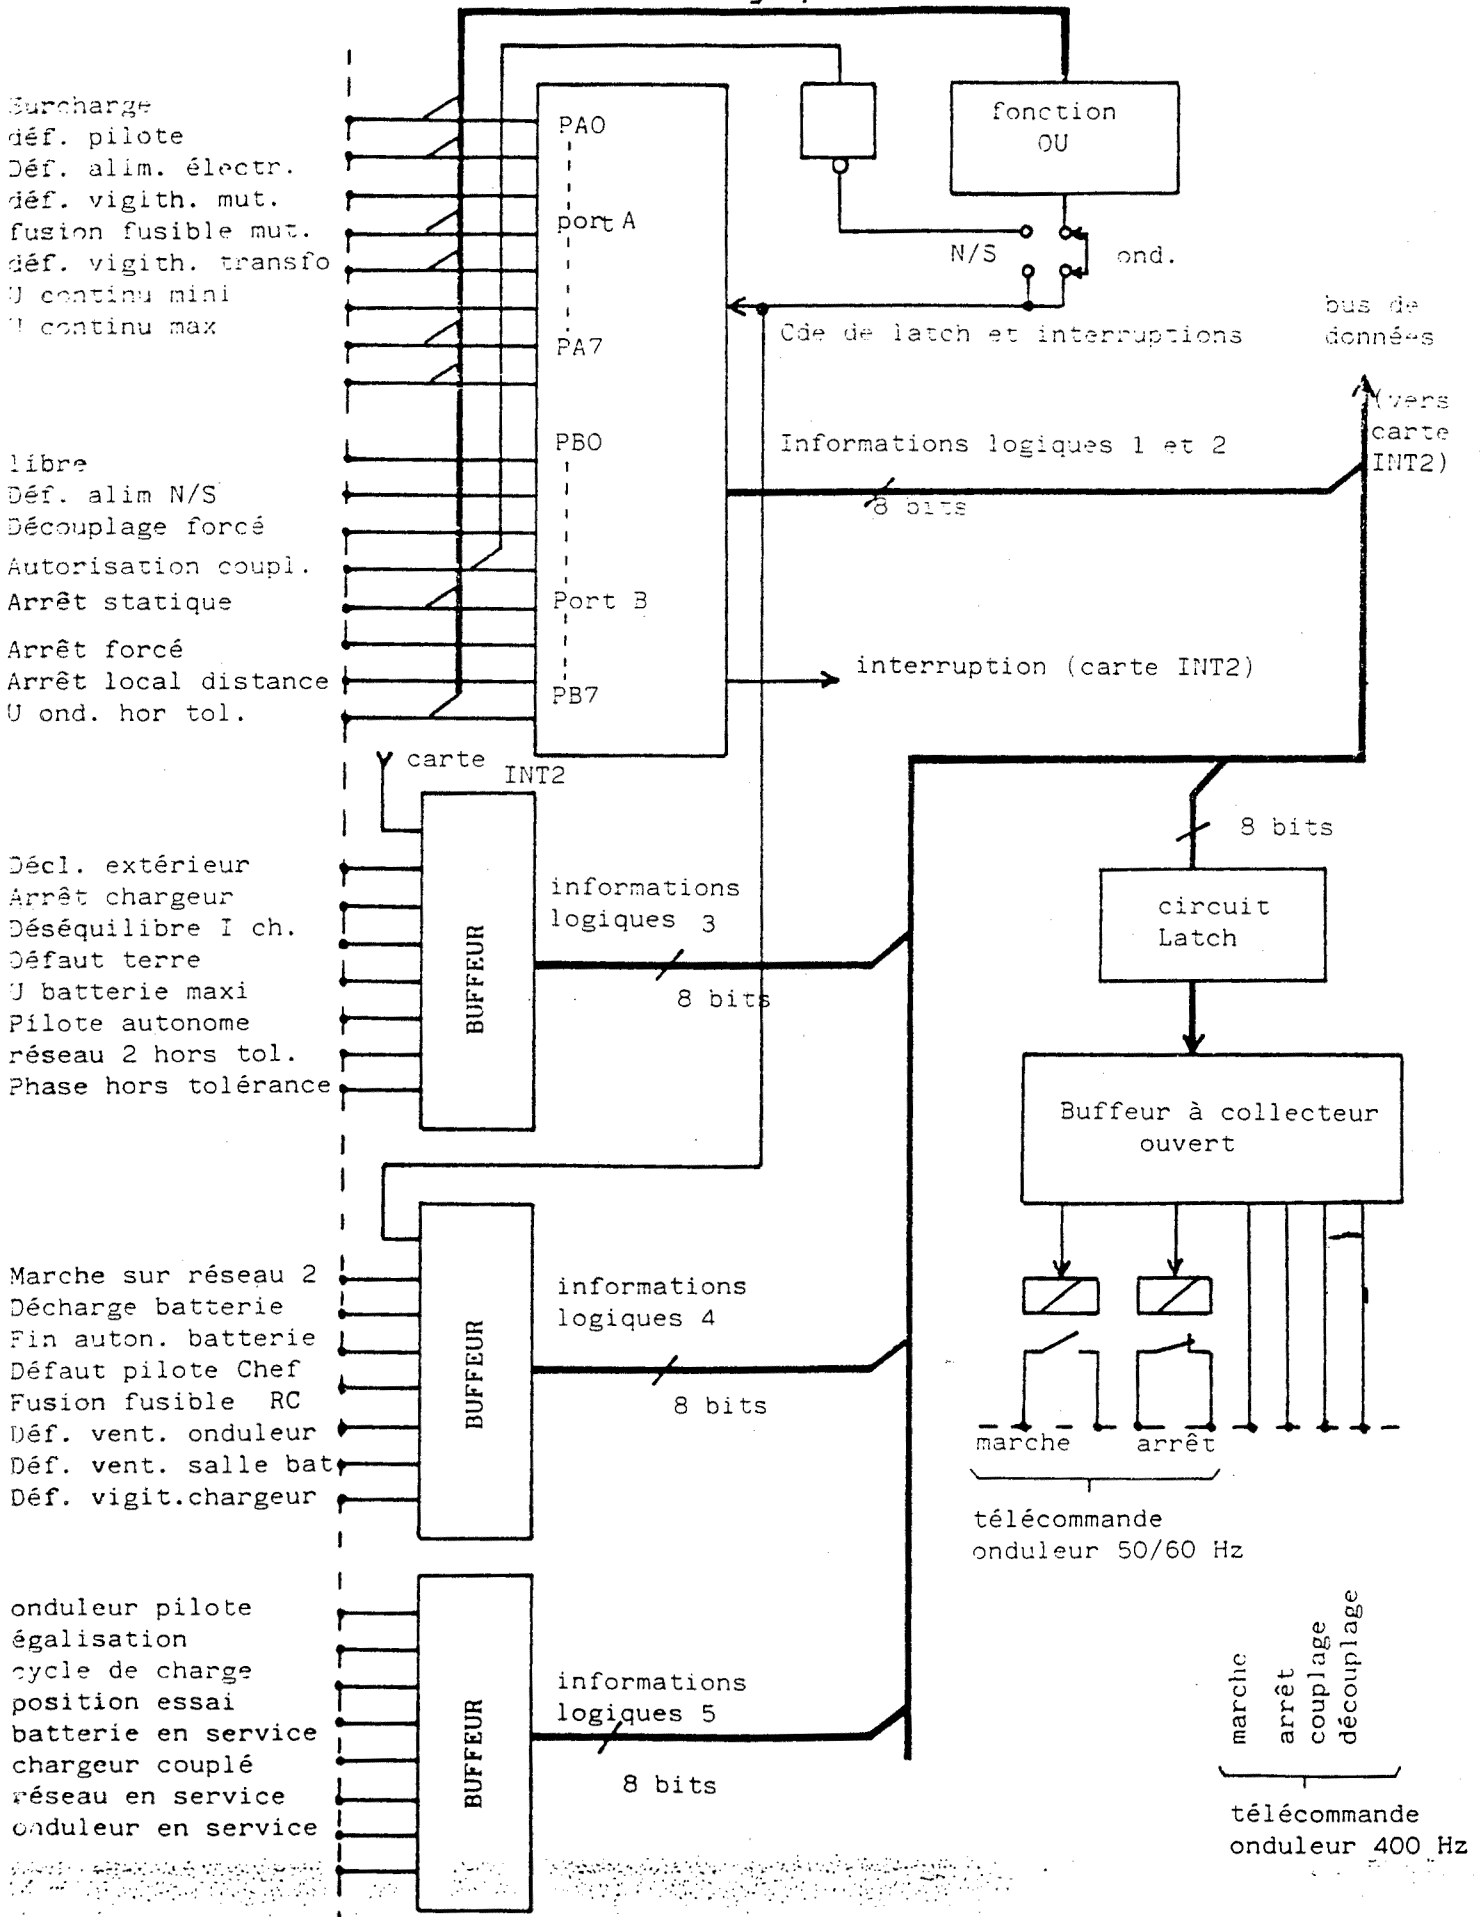 Surcharge
déf. pilote
Déf. alim. électr.
déf. vigith. mut.
fusion fusible mut.
déf. vigith. transfo
U continu mini
U continu max
PA0
port A
PA7
fonction
OU
N/S
ond.
Cde de latch et interruptions
bus de
données
(vers
carte
INT2)
libre
Déf. alim N/S
Découplage forcé
Autorisation coupl.
Arrêt statique
Arrêt forcé
Arrêt local distance
U ond. hor tol.
PB0
Port B
PB7
Informations logiques 1 et 2
8 bits
interruption (carte INT2)
carte
INT2
Décl. extérieur
Arrêt chargeur
Déséquilibre I ch.
Défaut terre
U batterie maxi
Pilote autonome
réseau 2 hors tol.
Phase hors tolérance
BUFFEUR
informations
logiques 3
8 bits
8 bits
circuit
Latch
Buffeur à collecteur
ouvert
Marche sur réseau 2
Décharge batterie
Fin auton. batterie
Défaut pilote Chef
Fusion fusible RC
Déf. vent. onduleur
Déf. vent. salle bat
Déf. vigit.chargeur
BUFFEUR
informations
logiques 4
8 bits
marche
arrêt
télécommande
onduleur 50/60 Hz
onduleur pilote
égalisation
cycle de charge
position essai
batterie en service
chargeur couplé
réseau en service
onduleur en service
BUFFEUR
informations
logiques 5
8 bits
marche
arrêt
couplage
découplage
télécommande
onduleur 400 Hz